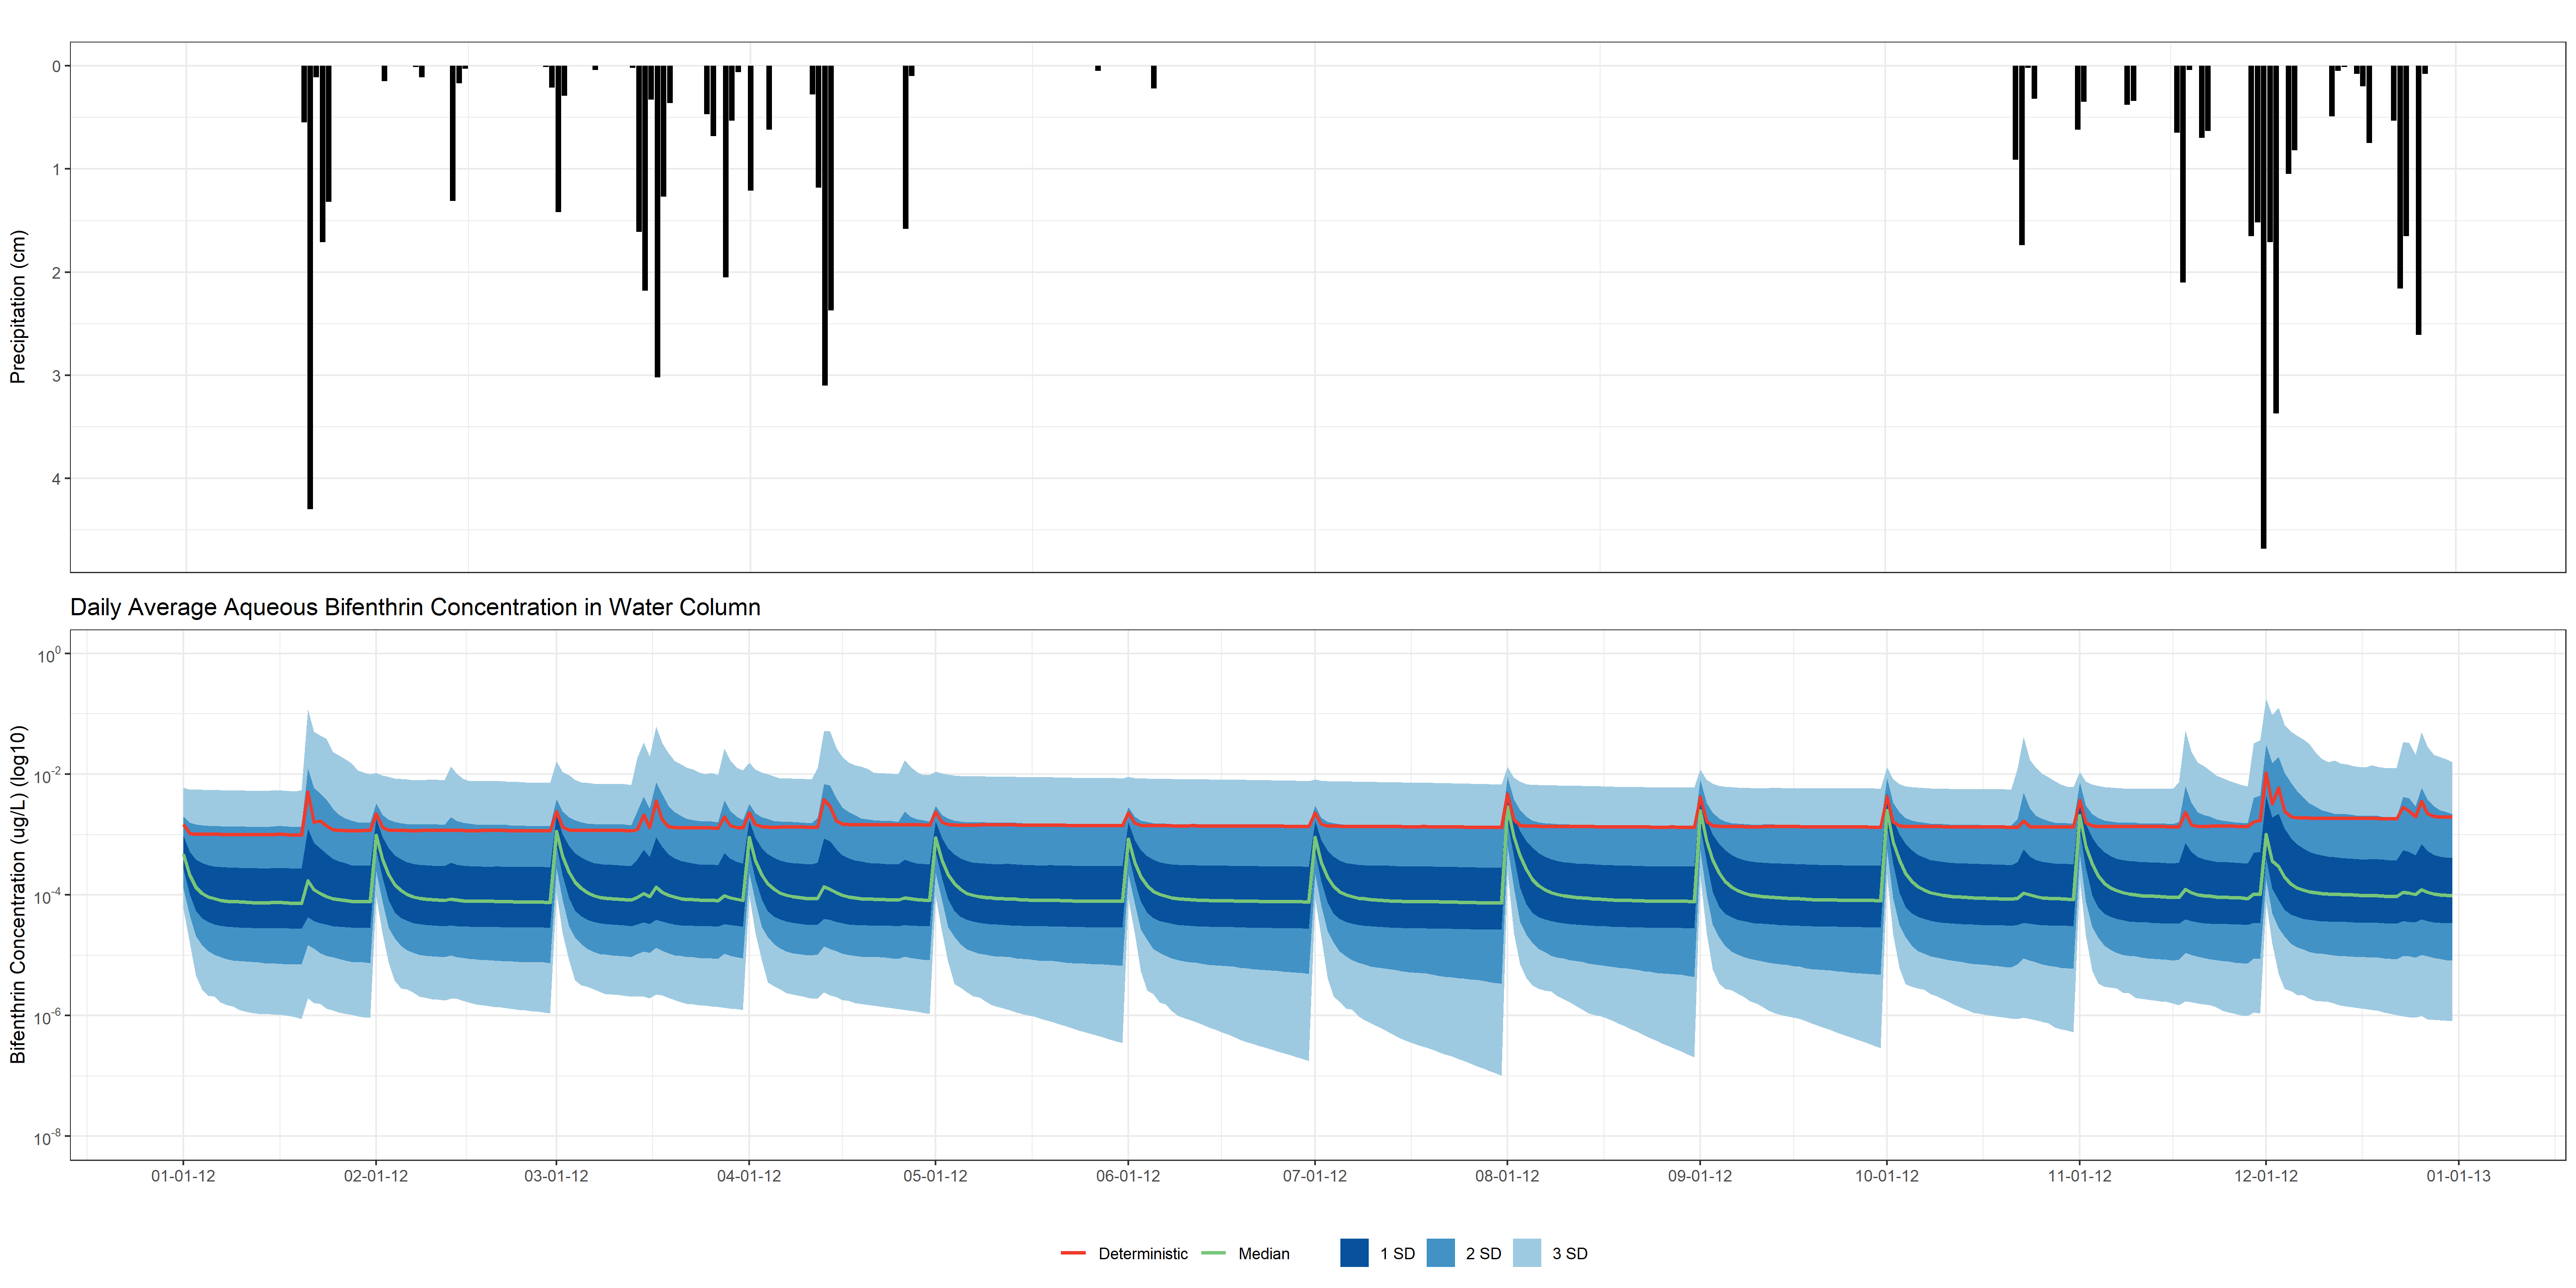 0
1
2
3
4
Precipitation (cm)
Daily Average Aqueous Bifenthrin Concentration in Water Column
10^0
10^-2
10^-4
10^-6
10^-8
Bifenthrin Concentration (ug/L) (log10)
01-01-12 02-01-12 03-01-12 04-01-12 05-01-12 06-01-12 07-01-12 08-01-12 09-01-12 10-01-12 11-01-12 12-01-12 01-01-13
Deterministic Median 1 SD 2 SD 3 SD